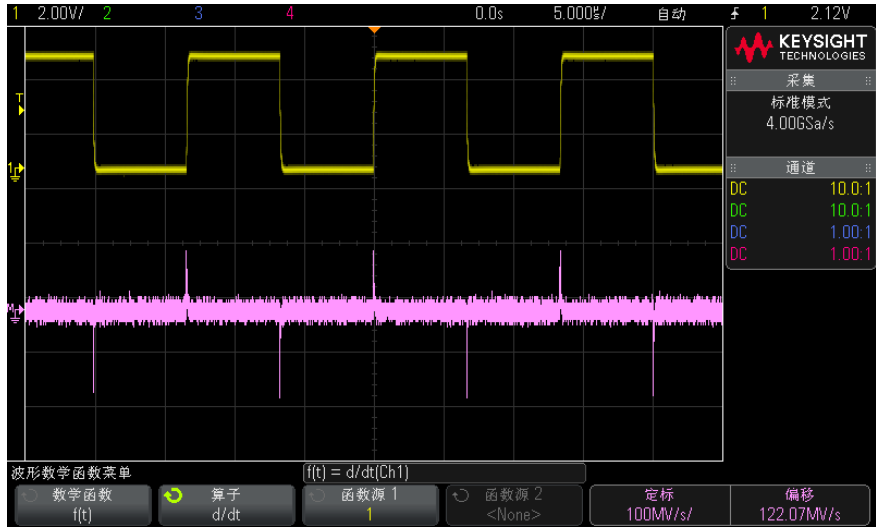 1 2.00V/ 2 3 4 0.0s 5.000㎲/ 自动 1 2.12V
KEYSIGHT
TECHNOLOGIES
采集
标准模式
4.00GSa/s
通道
DC 10.0:1
DC 10.0:1
DC 1.00:1
DC 1.00:1
T
1
M
波形数学函数菜单 f(t) = d/dt(Ch1)
数学函数 算子 函数源 1 函数源 2 定标 偏移
f(t) d/dt 1 <None> 100MV/s/ 122.07MV/s